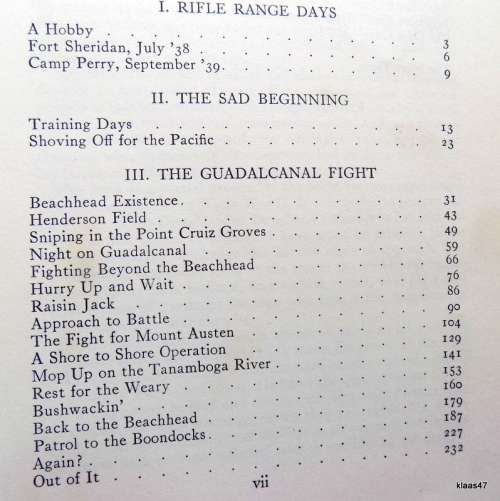 I. RIFLE RANGE DAYS
A Hobby 3
Fort Sheridan, July '38 6
Camp Perry, September '39 9
II. THE SAD BEGINNING
Training Days 13
Shoving Off for the Pacific 23
III. THE GUADALCANAL FIGHT
Beachhead Existence 31
Henderson Field 43
Sniping in the Point Cruiz Groves 49
Night on Guadalcanal 59
Fighting Beyond the Beachhead 66
Hurry Up and Wait 76
Raisin Jack 86
Approach to Battle 90
The Fight for Mount Austen 104
A Shore to Shore Operation 129
Mop Up on the Tanamboga River 141
Rest for the Weary 153
Bushwackin' 160
Back to the Beachhead 179
Patrol to the Boondocks 187
Again? 227
Out of It 232
vii
klaas47